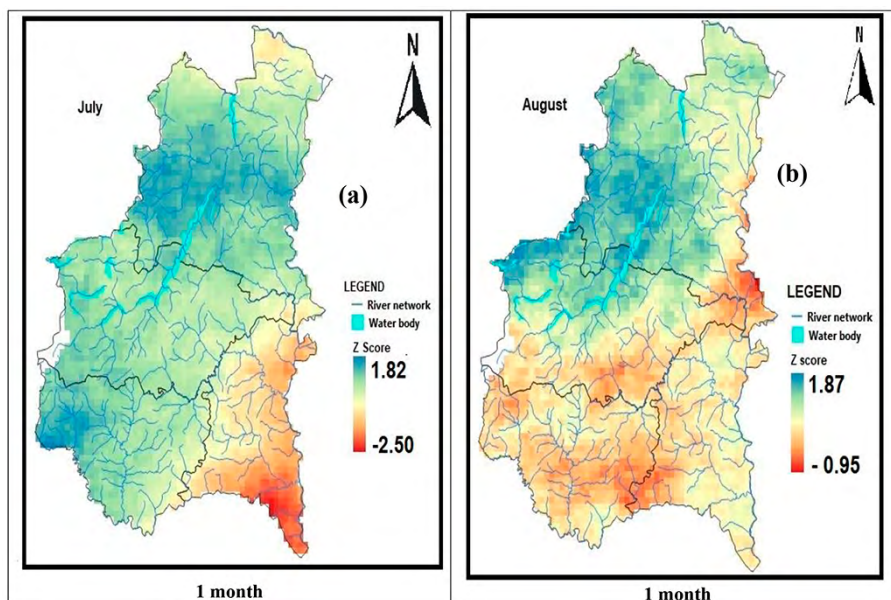 N
July
(a)
LEGEND
River network
Water body
Z Score
1.82
-2.50
1 month
N
August
(b)
LEGEND
River network
Water body
Z score
1.87
- 0.95
1 month